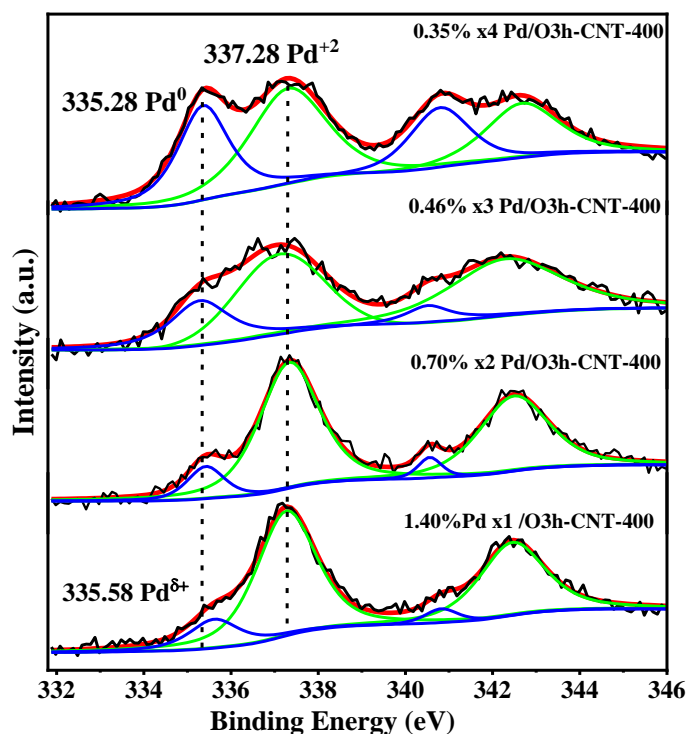 0.35% x4 Pd/O3h-CNT-400
337.28 Pd⁺²
335.28 Pd⁰
0.46% x3 Pd/O3h-CNT-400
0.70% x2 Pd/O3h-CNT-400
1.40%Pd x1 /O3h-CNT-400
335.58 Pd^δ+
Intensity (a.u.)
332 334 336 338 340 342 344 346
Binding Energy (eV)